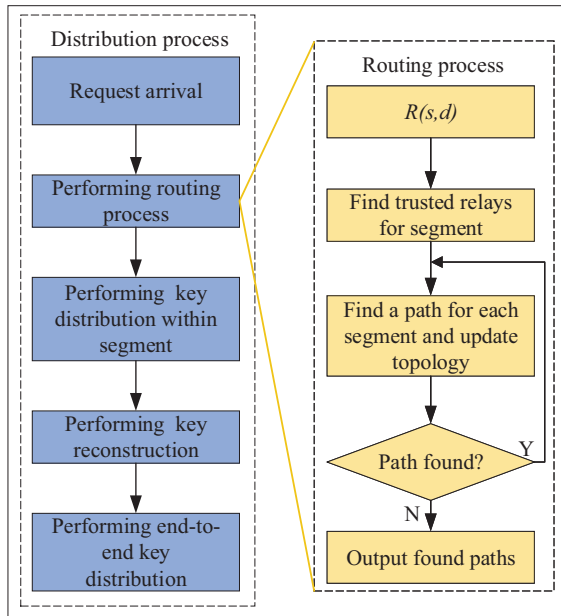 Distribution process
Request arrival
Performing routing
process
Performing key
distribution within
segment
Performing key
reconstruction
Performing end-to-
end key
distribution
Routing process
R(s,d)
Find trusted relays
for segment
Find a path for each
segment and update
topology
Path found?
Y
N
Output found paths